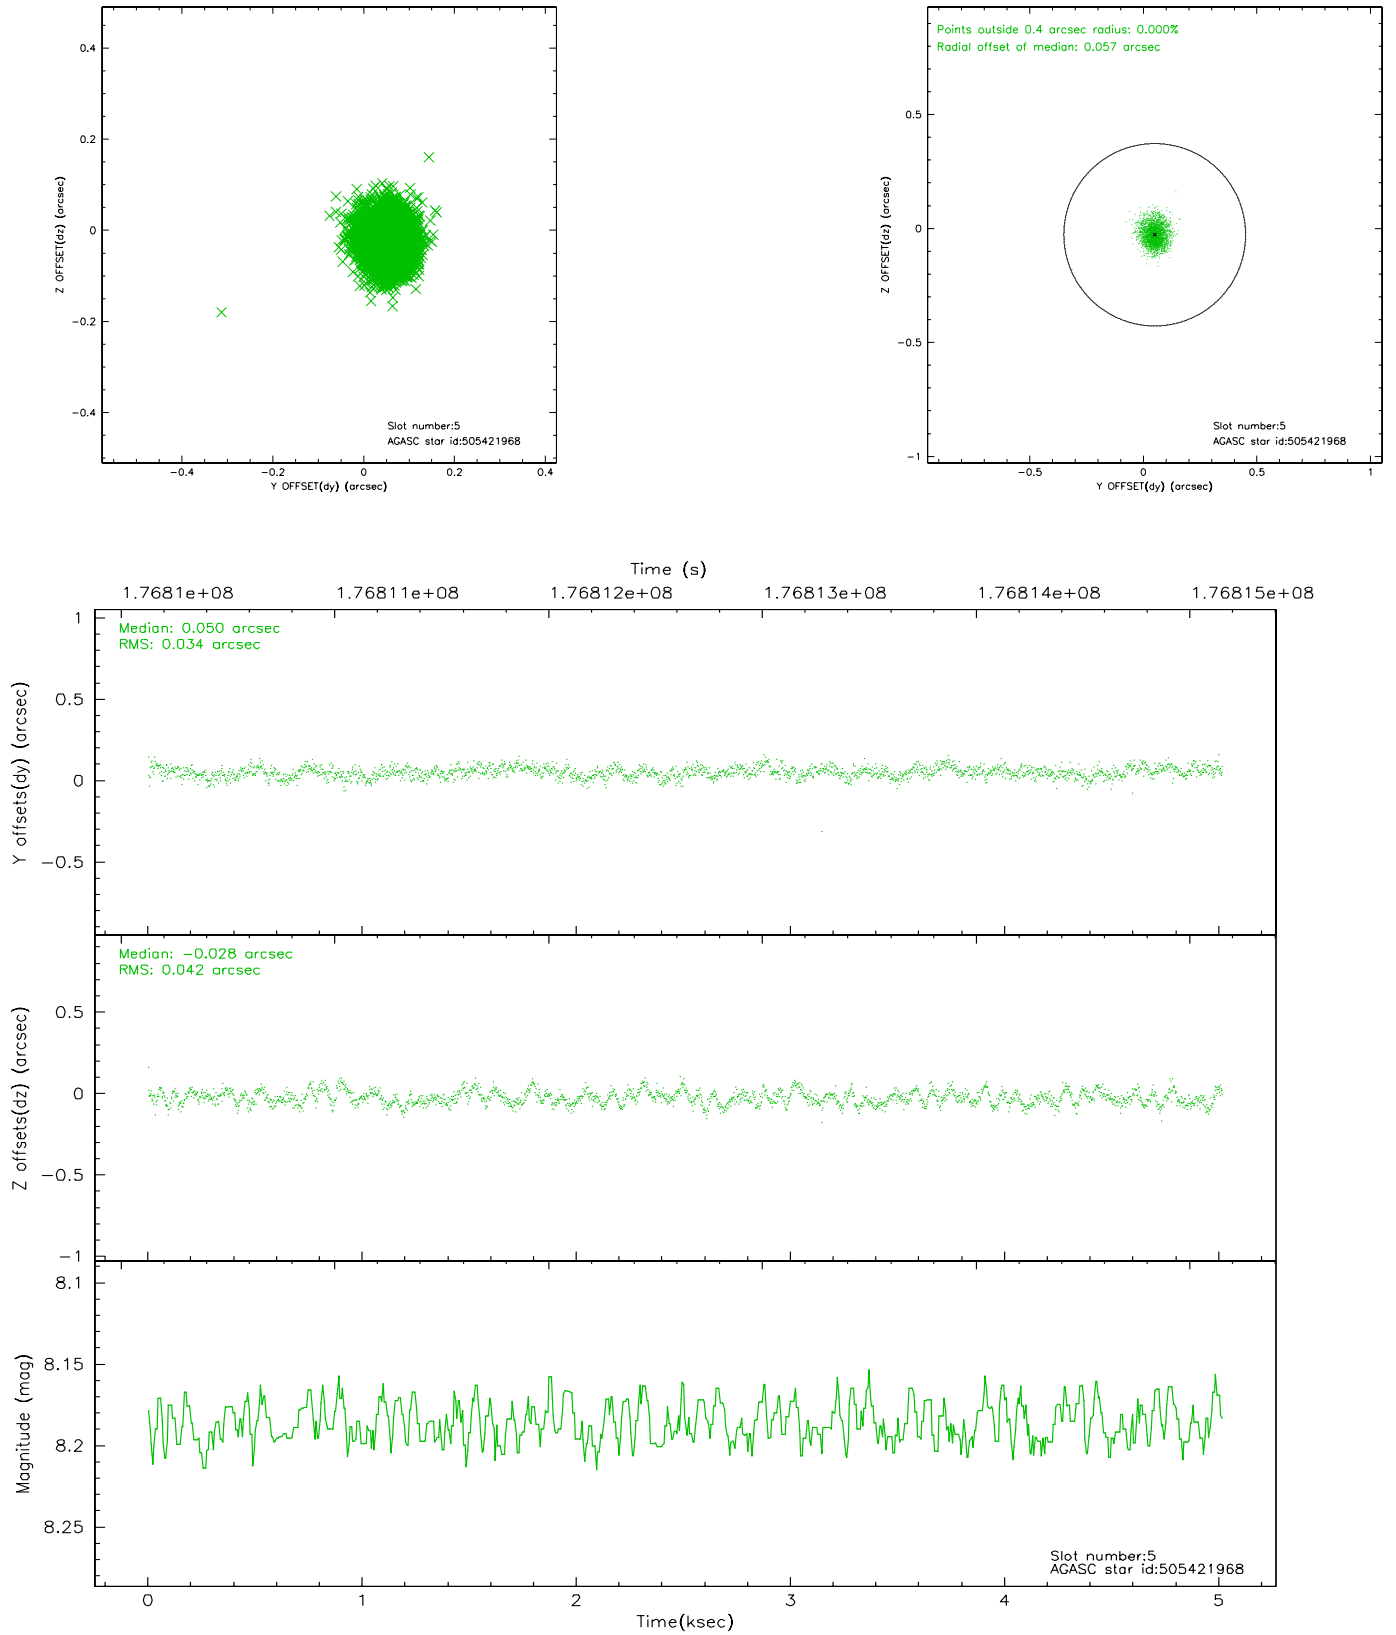 0.4
0.2
0
−0.2
−0.4
Z OFFSET(dz) (arcsec)
Slot number:5
AGASC star id:505421968
−0.4 −0.2 0 0.2 0.4
Y OFFSET(dy) (arcsec)
Points outside 0.4 arcsec radius: 0.000%
Radial offset of median: 0.057 arcsec
0.5
0
−0.5
−1
Z OFFSET(dz) (arcsec)
Slot number:5
AGASC star id:505421968
−0.5 0 0.5 1
Y OFFSET(dy) (arcsec)
Time (s)
1.7681e+08 1.76811e+08 1.76812e+08 1.76813e+08 1.76814e+08 1.76815e+08
Median: 0.050 arcsec
RMS: 0.034 arcsec
1
0.5
0
−0.5
Y offsets(dy) (arcsec)
Median: −0.028 arcsec
RMS: 0.042 arcsec
0.5
0
−0.5
−1
Z offsets(dz) (arcsec)
8.1
8.15
8.2
8.25
Magnitude (mag)
Slot number:5
AGASC star id:505421968
0 1 2 3 4 5
Time(ksec)